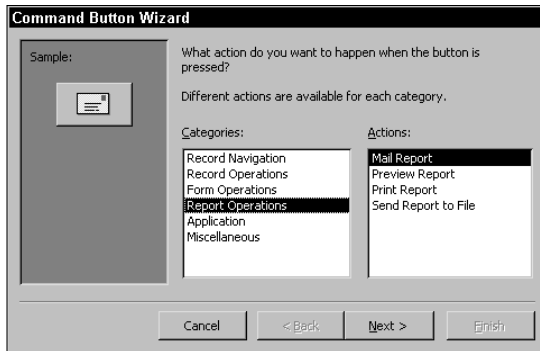 Command Button Wizard
Sample:
What action do you want to happen when the button is
pressed?
Different actions are available for each category.
Categories:
Record Navigation
Record Operations
Form Operations
Report Operations
Application
Miscellaneous
Actions:
Mail Report
Preview Report
Print Report
Send Report to File
Cancel
< Back
Next >
Finish